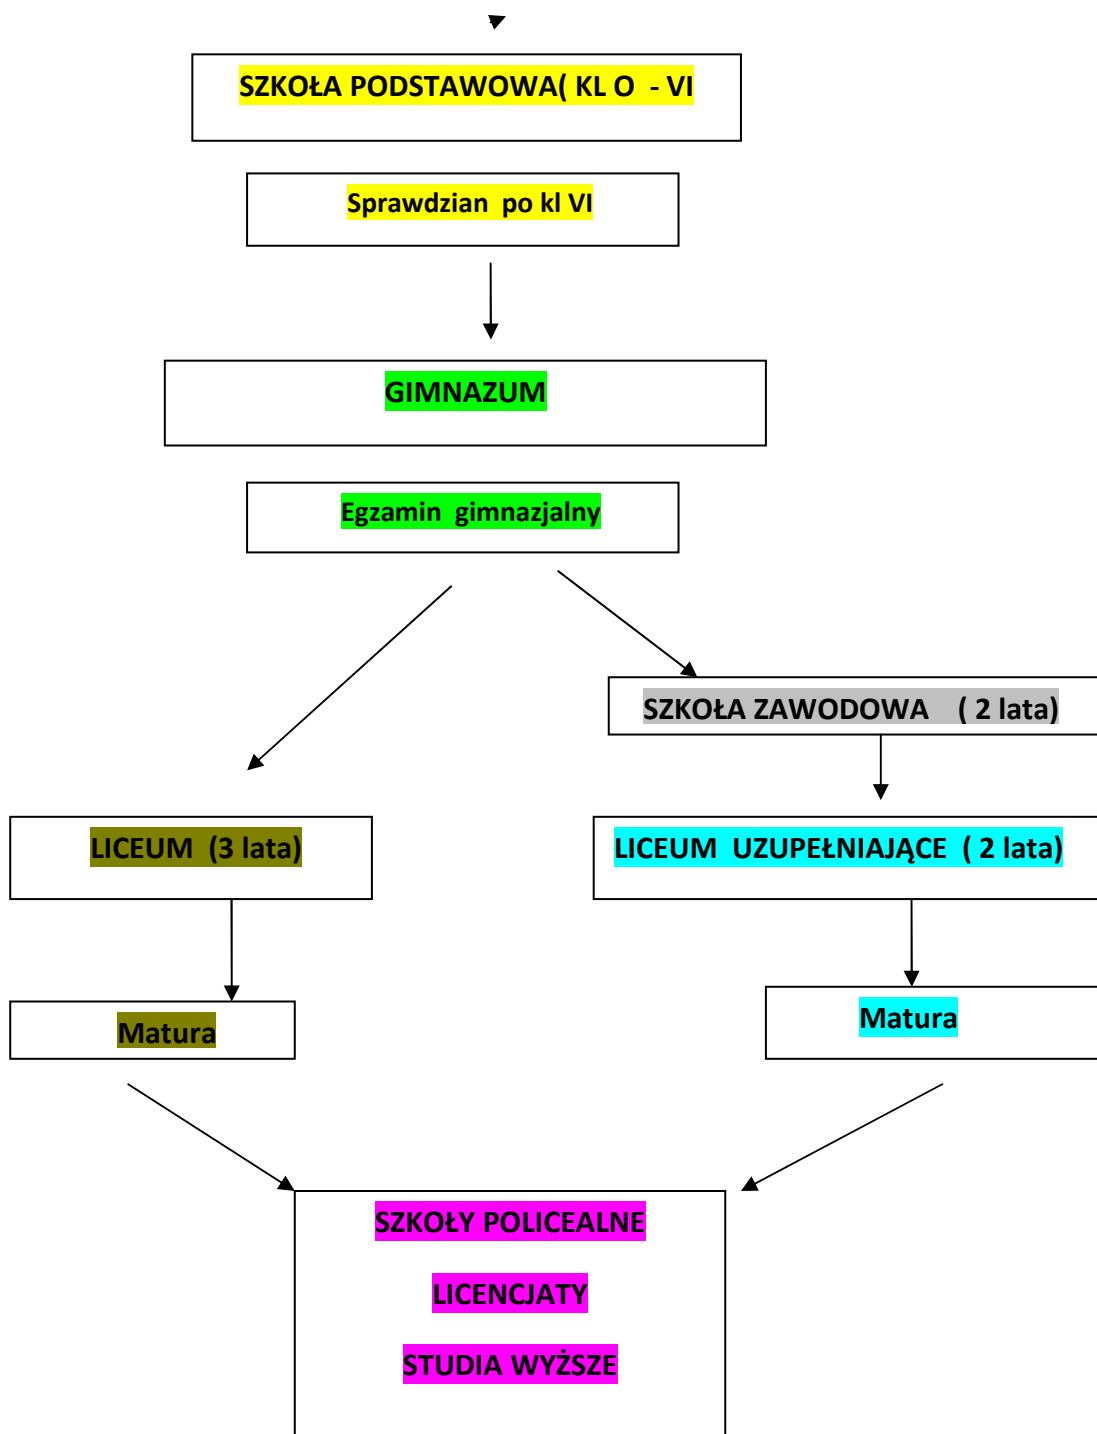 SZKOŁA PODSTAWOWA( KL O - VI
Sprawdzian po kl VI
GIMNAZUM
Egzamin gimnazjalny
SZKOŁA ZAWODOWA ( 2 lata)
LICEUM (3 lata)
LICEUM UZUPEŁNIAJĄCE ( 2 lata)
Matura
Matura
SZKOŁY POLICEALNE
LICENCJATY
STUDIA WYŻSZE